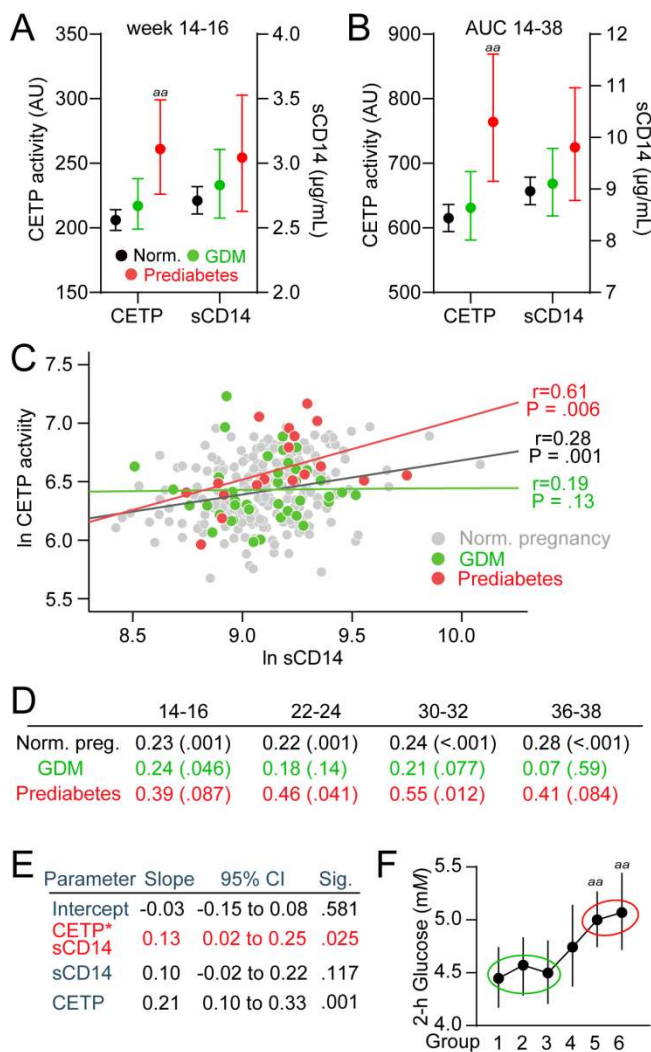 A
week 14-16
350
300
250
200
150
CETP activity (AU)
4.0
3.5
3.0
2.5
2.0
sCD14 (µg/mL)
aa
Norm. GDM
Prediabetes
CETP sCD14
B
AUC 14-38
900
800
700
600
500
CETP activity (AU)
12
11
10
9
8
7
sCD14 (µg/mL)
aa
CETP sCD14
C
7.5
7.0
6.5
6.0
5.5
ln CETP actvity
r=0.61
P = .006
r=0.28
P = .001
r=0.19
P = .13
Norm. pregnancy
GDM
Prediabetes
8.5 9.0 9.5 10.0
ln sCD14
D
14-16 22-24 30-32 36-38
Norm. preg. 0.23 (.001) 0.22 (.001) 0.24 (<.001) 0.28 (<.001)
GDM 0.24 (.046) 0.18 (.14) 0.21 (.077) 0.07 (.59)
Prediabetes 0.39 (.087) 0.46 (.041) 0.55 (.012) 0.41 (.084)
E
Parameter Slope 95% CI Sig.
Intercept -0.03 -0.15 to 0.08 .581
CETP*
sCD14 0.13 0.02 to 0.25 .025
sCD14 0.10 -0.02 to 0.22 .117
CETP 0.21 0.10 to 0.33 .001
F
5.5
5.0
4.5
4.0
2-h Glucose (mM)
aa
aa
Group 1 2 3 4 5 6